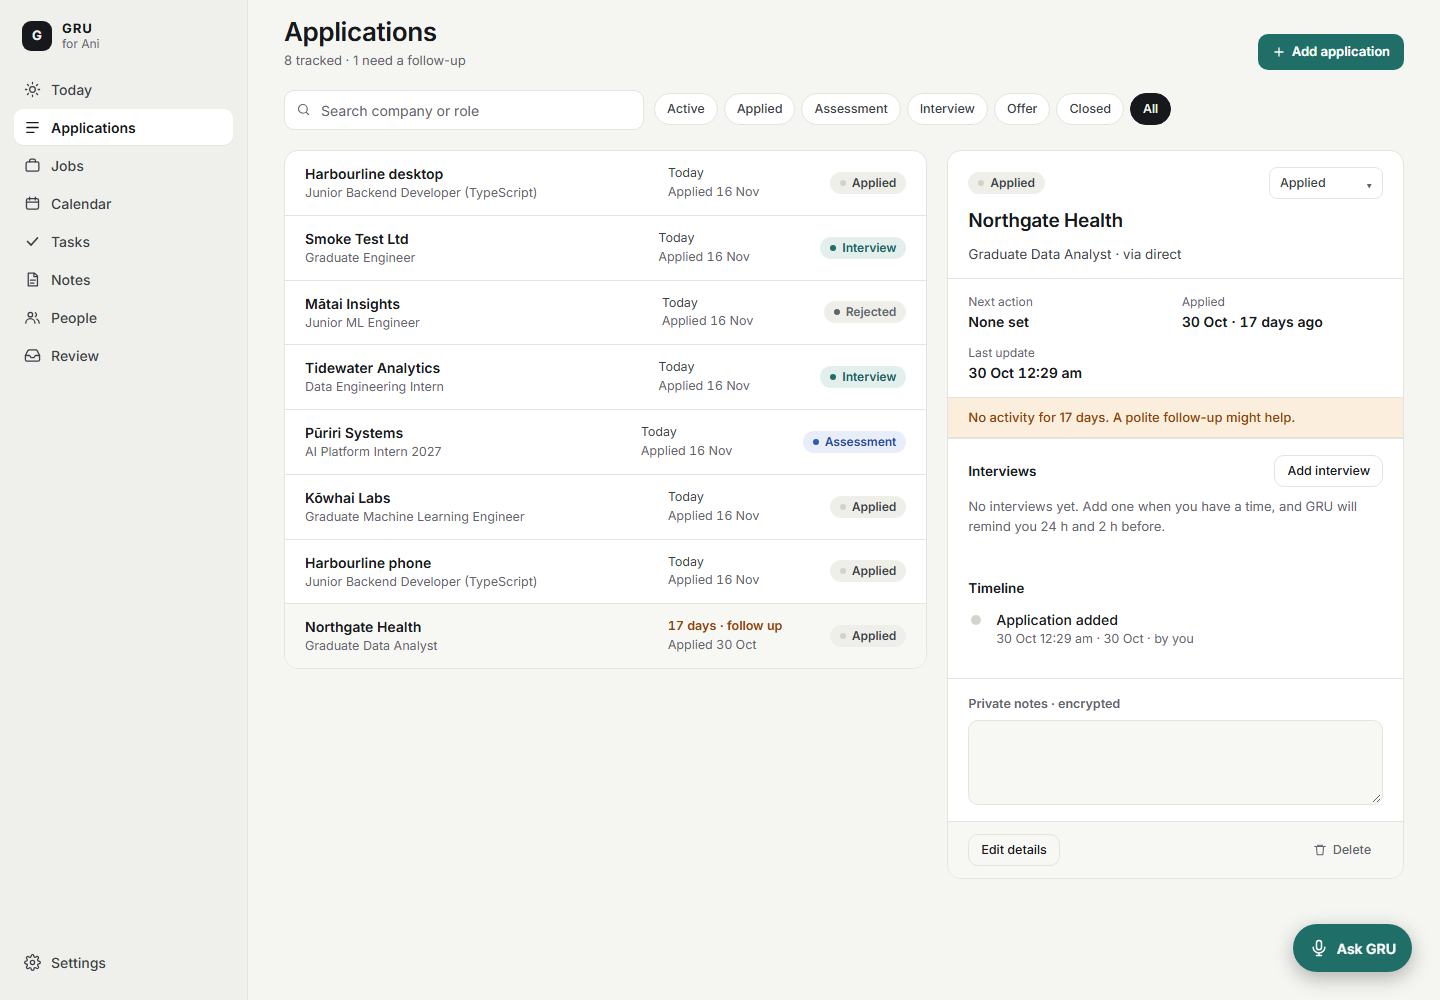 G
GRU
for Ani
Today
Applications
Jobs
Calendar
Tasks
Notes
People
Review
Settings
Applications
8 tracked · 1 need a follow-up
+ Add application
Search company or role
Active
Applied
Assessment
Interview
Offer
Closed
All
Harbourline desktop
Junior Backend Developer (TypeScript)
Today
Applied 16 Nov
Applied
Smoke Test Ltd
Graduate Engineer
Today
Applied 16 Nov
Interview
Mātai Insights
Junior ML Engineer
Today
Applied 16 Nov
Rejected
Tidewater Analytics
Data Engineering Intern
Today
Applied 16 Nov
Interview
Pūriri Systems
AI Platform Intern 2027
Today
Applied 16 Nov
Assessment
Kōwhai Labs
Graduate Machine Learning Engineer
Today
Applied 16 Nov
Applied
Harbourline phone
Junior Backend Developer (TypeScript)
Today
Applied 16 Nov
Applied
Northgate Health
Graduate Data Analyst
17 days · follow up
Applied 30 Oct
Applied
Applied
Applied
Northgate Health
Graduate Data Analyst · via direct
Next action
None set
Applied
30 Oct · 17 days ago
Last update
30 Oct 12:29 am
No activity for 17 days. A polite follow-up might help.
Interviews
Add interview
No interviews yet. Add one when you have a time, and GRU will
remind you 24 h and 2 h before.
Timeline
Application added
30 Oct 12:29 am · 30 Oct · by you
Private notes · encrypted
Edit details
Delete
Ask GRU